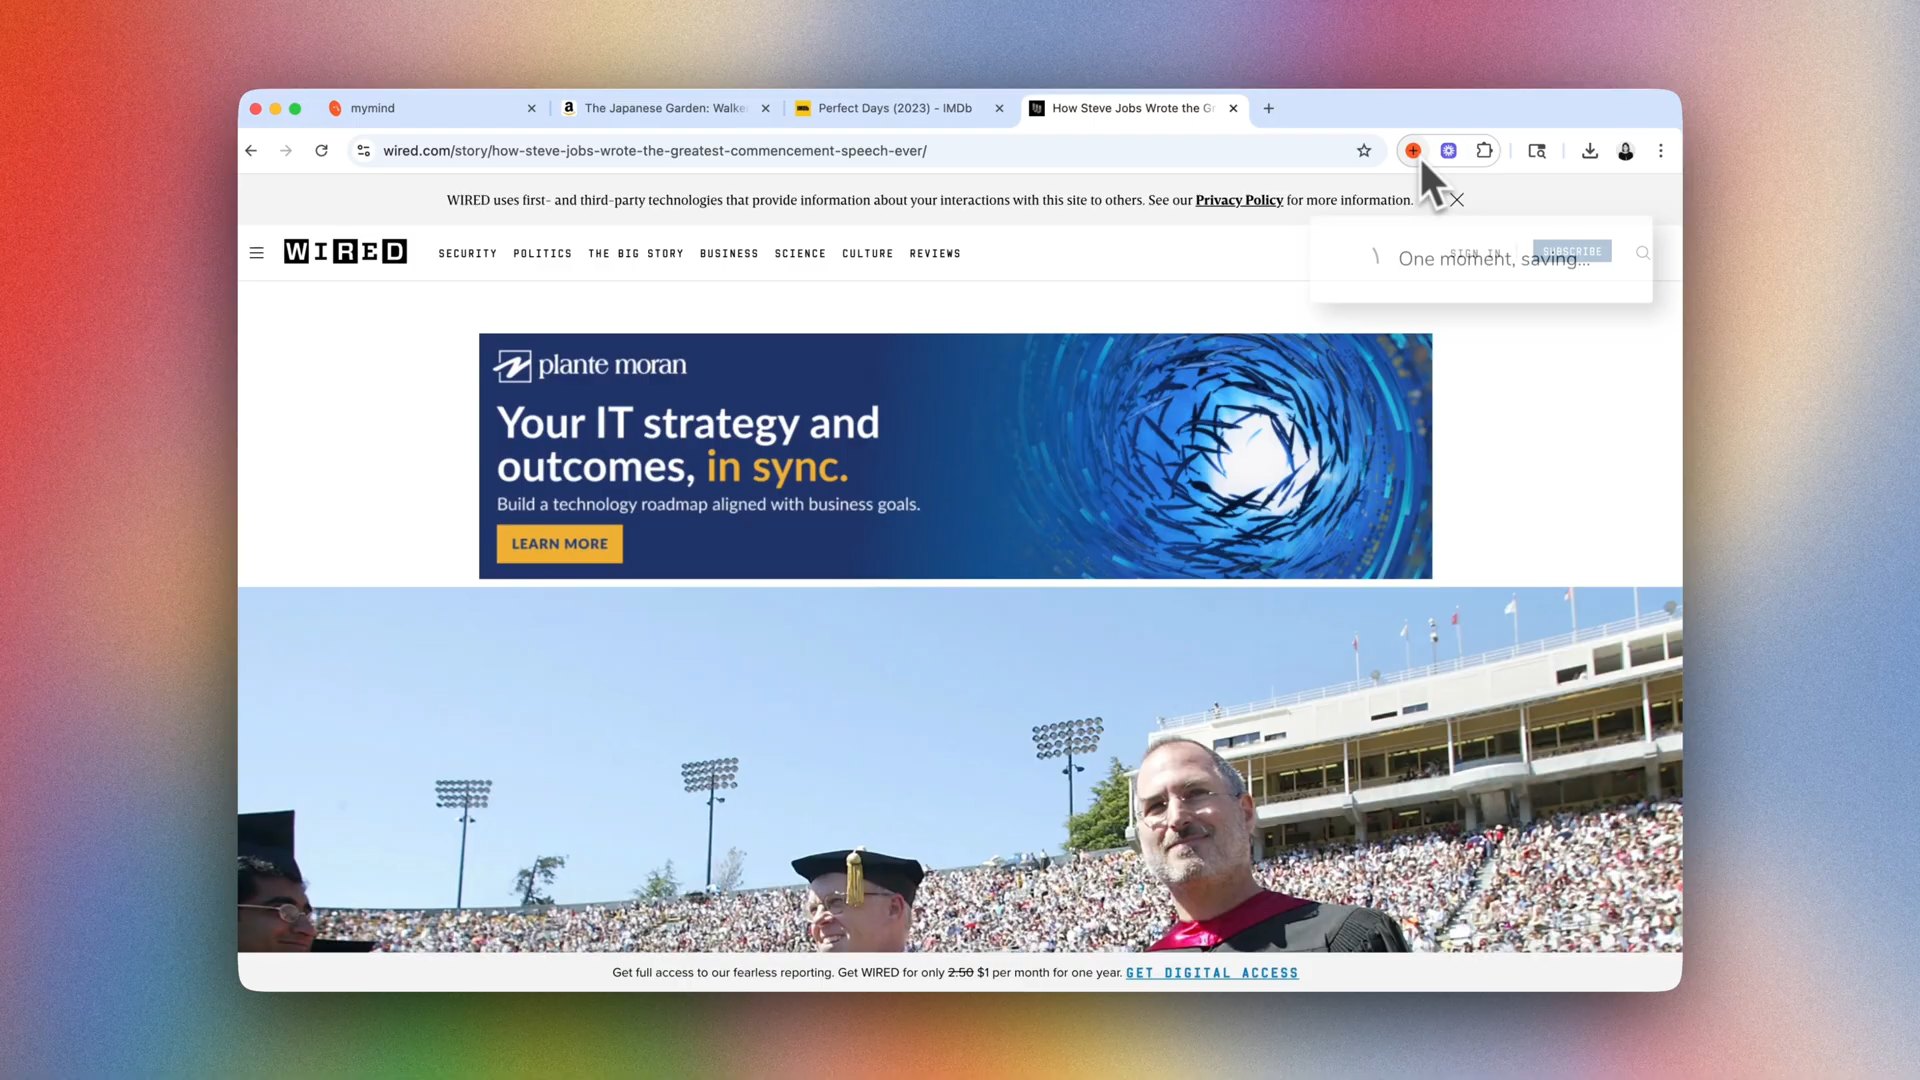 mymind
The Japanese Garden: Walke
Perfect Days (2023) - IMDb
How Steve Jobs Wrote the Gr
wired.com/story/how-steve-jobs-wrote-the-greatest-commencement-speech-ever/
WIRED uses first- and third-party technologies that provide information about your interactions with this site to others. See our Privacy Policy for more information.
WIRED
SECURITY POLITICS THE BIG STORY BUSINESS SCIENCE CULTURE REVIEWS
SIGN IN SUBSCRIBE
One moment, saving...
plante moran
Your IT strategy and
outcomes, in sync.
Build a technology roadmap aligned with business goals.
LEARN MORE
Get full access to our fearless reporting. Get WIRED for only 2.50 $1 per month for one year. GET DIGITAL ACCESS